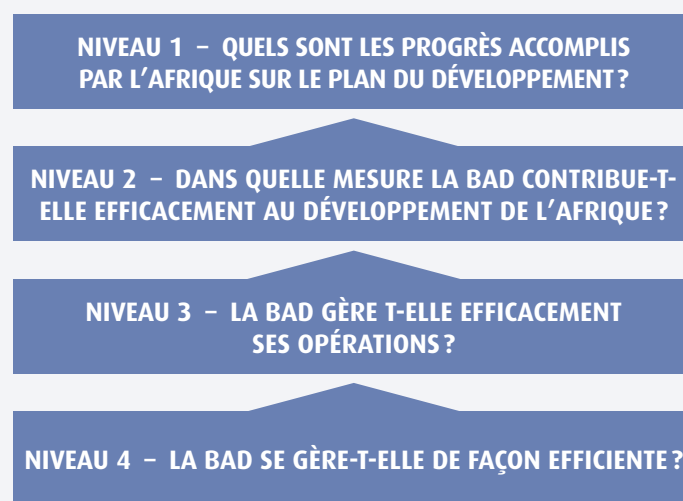 NIVEAU 1 – QUELS SONT LES PROGRÈS ACCOMPLIS
PAR L’AFRIQUE SUR LE PLAN DU DÉVELOPPEMENT ?
NIVEAU 2 – DANS QUELLE MESURE LA BAD CONTRIBUE-T-
ELLE EFFICACEMENT AU DÉVELOPPEMENT DE L’AFRIQUE ?
NIVEAU 3 – LA BAD GÈRE T-ELLE EFFICACEMENT
SES OPÉRATIONS ?
NIVEAU 4 – LA BAD SE GÈRE-T-ELLE DE FAÇON EFFICIENTE ?